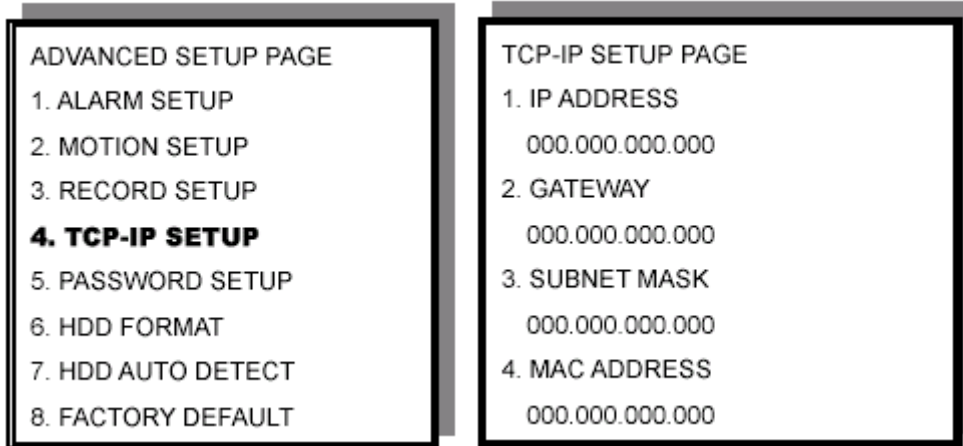 ADVANCED SETUP PAGE
1. ALARM SETUP
2. MOTION SETUP
3. RECORD SETUP
4. TCP-IP SETUP
5. PASSWORD SETUP
6. HDD FORMAT
7. HDD AUTO DETECT
8. FACTORY DEFAULT
TCP-IP SETUP PAGE
1. IP ADDRESS
000.000.000.000
2. GATEWAY
000.000.000.000
3. SUBNET MASK
000.000.000.000
4. MAC ADDRESS
000.000.000.000